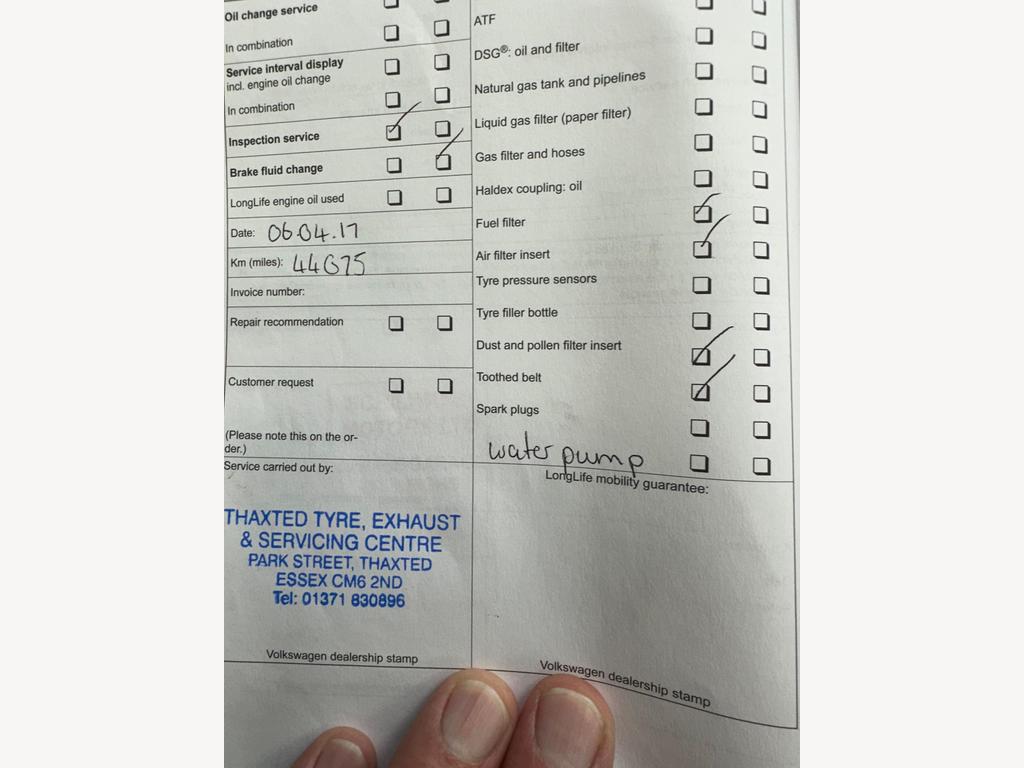 Oil change service
In combination
Service interval display
incl. engine oil change
In combination
Inspection service
Brake fluid change
LongLife engine oil used
Date: 06.04.17
Km (miles): 44675
Invoice number:
Repair recommendation
Customer request
(Please note this on the or-
der.)
Service carried out by:
THAXTED TYRE, EXHAUST
& SERVICING CENTRE
PARK STREET, THAXTED
ESSEX CM6 2ND
Tel: 01371 830896
Volkswagen dealership stamp
ATF
DSG®: oil and filter
Natural gas tank and pipelines
Liquid gas filter (paper filter)
Gas filter and hoses
Haldex coupling: oil
Fuel filter
Air filter insert
Tyre pressure sensors
Tyre filler bottle
Dust and pollen filter insert
Toothed belt
Spark plugs
water pump
LongLife mobility guarantee:
Volkswagen dealership stamp